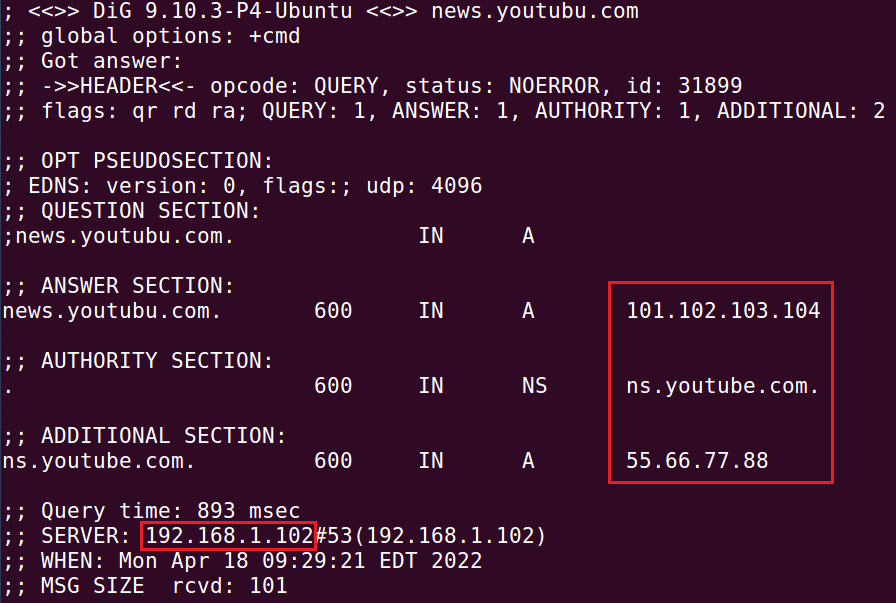 ; <<>> DiG 9.10.3-P4-Ubuntu <<>> news.youtubu.com
;; global options: +cmd
;; Got answer:
;; ->>HEADER<<- opcode: QUERY, status: NOERROR, id: 31899
;; flags: qr rd ra; QUERY: 1, ANSWER: 1, AUTHORITY: 1, ADDITIONAL: 2
;; OPT PSEUDOSECTION:
; EDNS: version: 0, flags:; udp: 4096
;; QUESTION SECTION:
;news.youtubu.com. IN A
;; ANSWER SECTION:
news.youtubu.com. 600 IN A 101.102.103.104
;; AUTHORITY SECTION:
. 600 IN NS ns.youtube.com.
;; ADDITIONAL SECTION:
ns.youtube.com. 600 IN A 55.66.77.88
;; Query time: 893 msec
;; SERVER: 192.168.1.102#53(192.168.1.102)
;; WHEN: Mon Apr 18 09:29:21 EDT 2022
;; MSG SIZE rcvd: 101